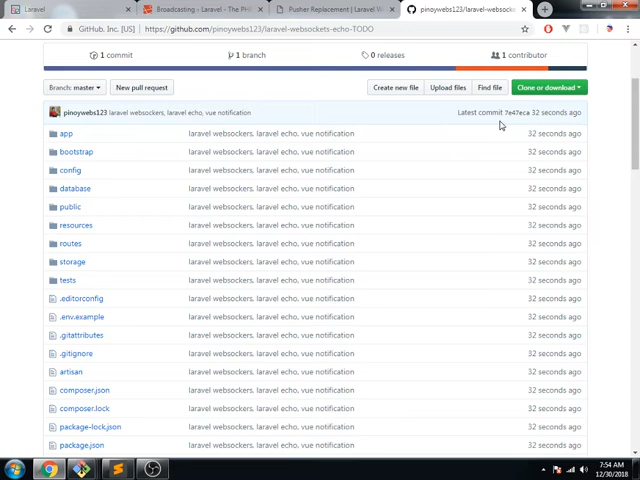 Laravel
Broadcasting - Laravel - The PH
Pusher Replacement | Laravel W
pinoywebs123/laravel-websocke
GitHub, Inc. [US] | https://github.com/pinoywebs123/laravel-websockets-echo-TODO
1 commit
1 branch
0 releases
1 contributor
Branch: master
New pull request
Create new file
Upload files
Find file
Clone or download
pinoywebs123 laravel websockers, laravel echo, vue notification
Latest commit 7e47eca 32 seconds ago
app laravel websockers, laravel echo, vue notification 32 seconds ago
bootstrap laravel websockers, laravel echo, vue notification 32 seconds ago
config laravel websockers, laravel echo, vue notification 32 seconds ago
database laravel websockers, laravel echo, vue notification 32 seconds ago
public laravel websockers, laravel echo, vue notification 32 seconds ago
resources laravel websockers, laravel echo, vue notification 32 seconds ago
routes laravel websockers, laravel echo, vue notification 32 seconds ago
storage laravel websockers, laravel echo, vue notification 32 seconds ago
tests laravel websockers, laravel echo, vue notification 32 seconds ago
.editorconfig laravel websockers, laravel echo, vue notification 32 seconds ago
.env.example laravel websockers, laravel echo, vue notification 32 seconds ago
.gitattributes laravel websockers, laravel echo, vue notification 32 seconds ago
.gitignore laravel websockers, laravel echo, vue notification 32 seconds ago
artisan laravel websockers, laravel echo, vue notification 32 seconds ago
composer.json laravel websockers, laravel echo, vue notification 32 seconds ago
composer.lock laravel websockers, laravel echo, vue notification 32 seconds ago
package-lock.json laravel websockers, laravel echo, vue notification 32 seconds ago
package.json laravel websockers, laravel echo, vue notification 32 seconds ago
7:54 AM
12/30/2018